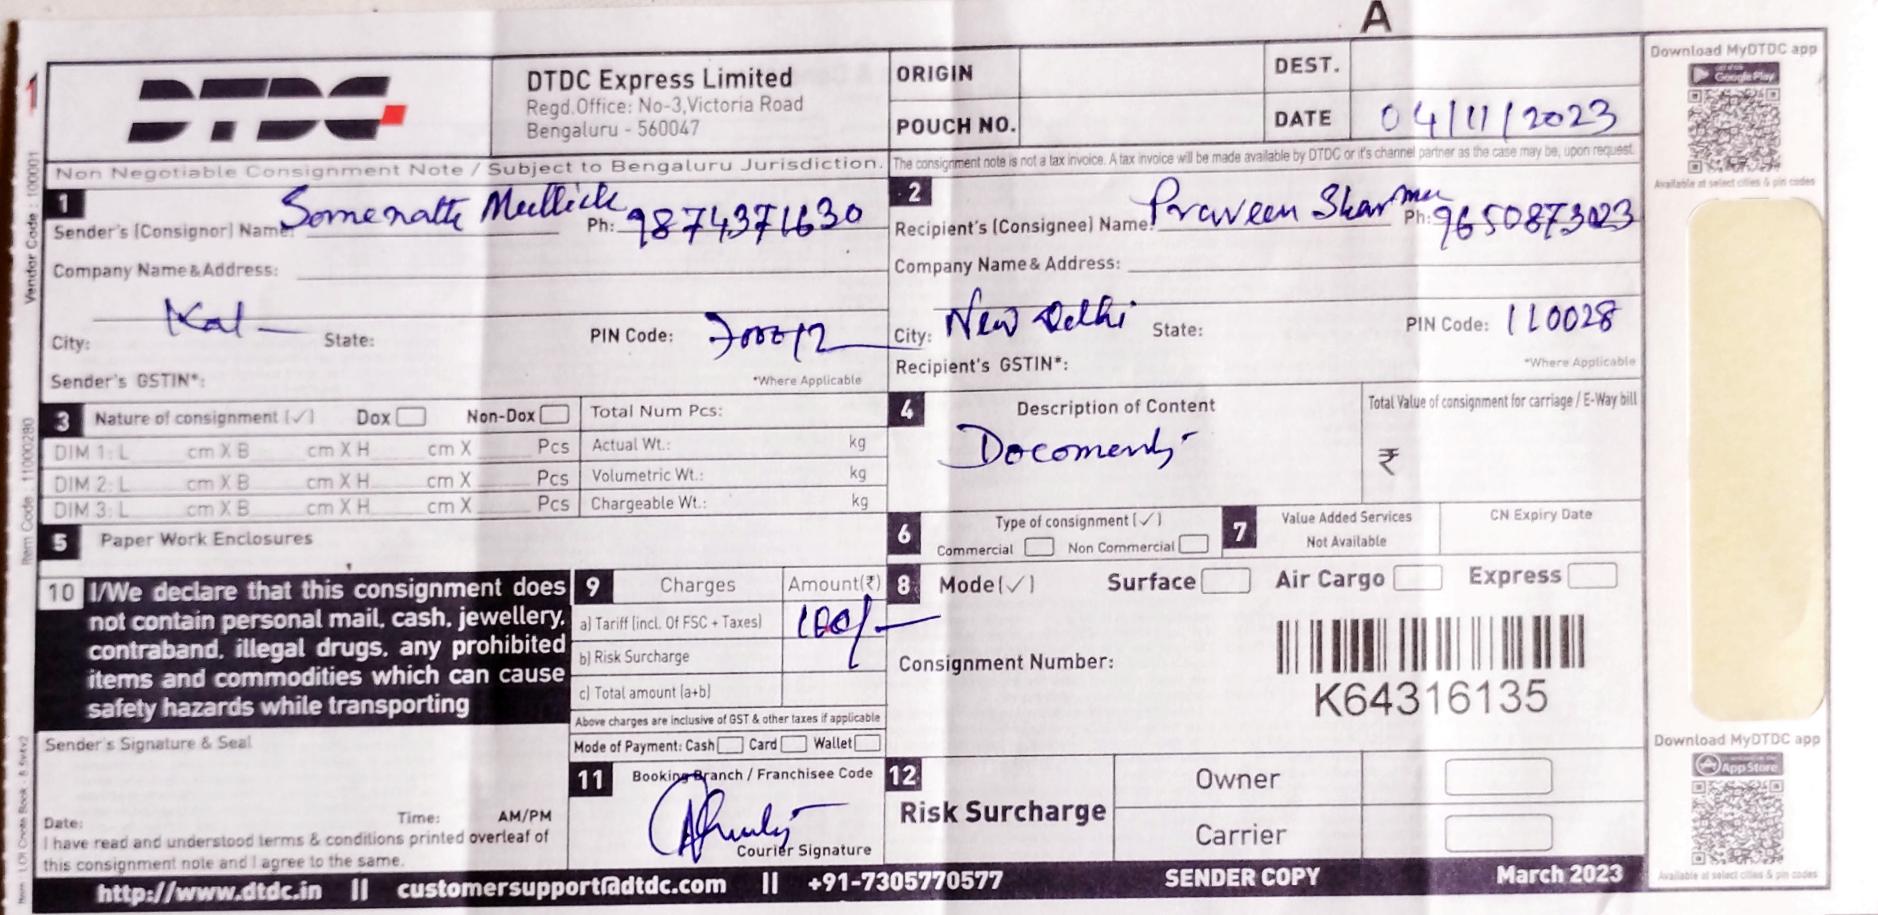 A
DTDC
DTDC Express Limited
Regd.Office: No-3,Victoria Road
Bengaluru - 560047
ORIGIN
DEST.
POUCH NO.
DATE 04/11/2023
Non Negotiable Consignment Note / Subject to Bengaluru Jurisdiction.
The consignment note is not a tax invoice. A tax invoice will be made available by DTDC or it's channel partner as the case may be, upon request.
1
Sender's (Consignor) Name: Somenath Mullick Ph: 9874371630
Company Name & Address:
City: Kol State: PIN Code: 700012
Sender's GSTIN*:
*Where Applicable
2
Recipient's (Consignee) Name: Praveen Sharma Ph: 9650873023
Company Name & Address:
City: New Delhi State: PIN Code: 110028
Recipient's GSTIN*:
*Where Applicable
3 Nature of consignment (✓) Dox Non-Dox
DIM 1: L cm X B cm X H cm X Pcs
DIM 2: L cm X B cm X H cm X Pcs
DIM 3: L cm X B cm X H cm X Pcs
Total Num Pcs:
Actual Wt.: kg
Volumetric Wt.: kg
Chargeable Wt.: kg
4 Description of Content
Docoments
Total Value of consignment for carriage / E-Way bill
₹
5 Paper Work Enclosures
6 Type of consignment (✓)
Commercial Non Commercial
7 Value Added Services
Not Available
CN Expiry Date
8 Mode (✓) Surface Air Cargo Express
Consignment Number:
K64316135
9 Charges Amount(₹)
a) Tariff (incl. Of FSC + Taxes) 100/-
b) Risk Surcharge
c) Total amount (a+b)
Above charges are inclusive of GST & other taxes if applicable
Mode of Payment: Cash Card Wallet
10 I/We declare that this consignment does
not contain personal mail, cash, jewellery,
contraband, illegal drugs, any prohibited
items and commodities which can cause
safety hazards while transporting
Sender's Signature & Seal
Date: Time: AM/PM
I have read and understood terms & conditions printed overleaf of
this consignment note and I agree to the same.
11 Booking Branch / Franchisee Code
Courier Signature
12
Risk Surcharge
Owner
Carrier
http://www.dtdc.in || customersupport@dtdc.com || +91-7305770577
SENDER COPY
March 2023
Download MyDTDC app
Google Play
Available at select cities & pin codes
Download MyDTDC app
App Store
Available at select cities & pin codes
1
Vendor Code : 100001
Item Code : 11000280